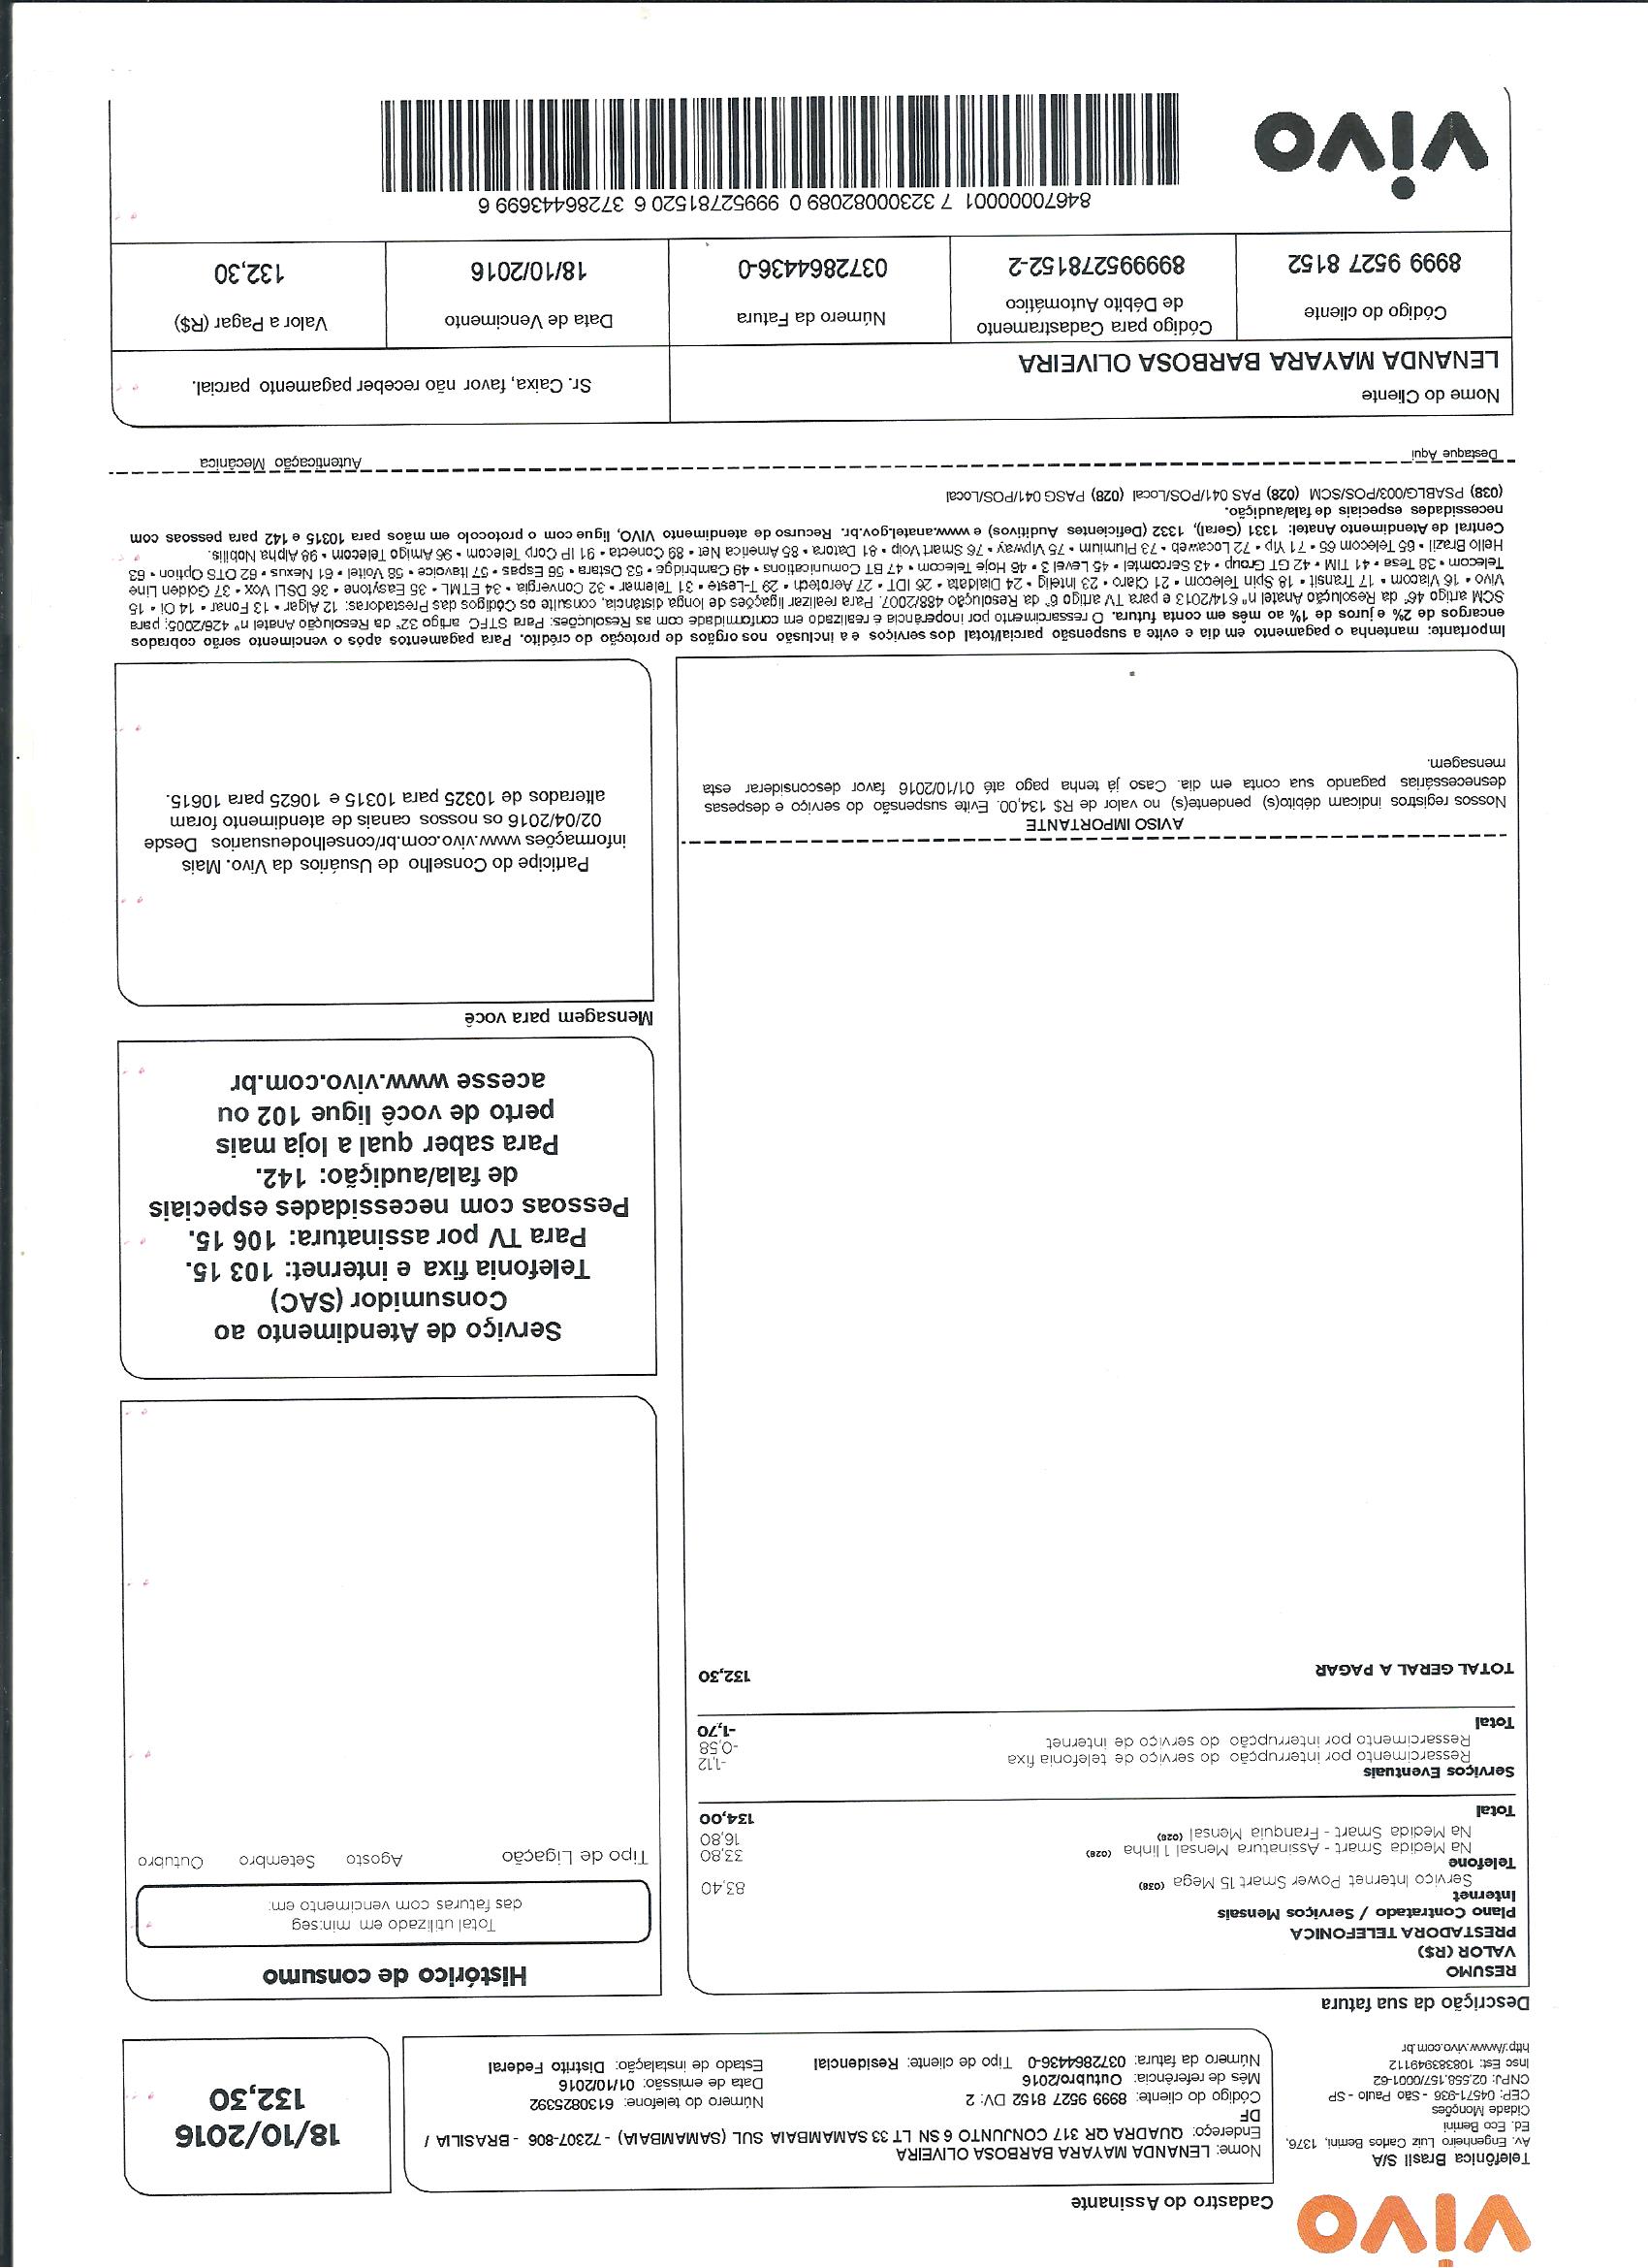 vivo
Telefônica Brasil S/A
Av. Engenheiro Luiz Carlos Berrini, 1376,
Ed. Eco Berrini
Cidade Monções
CEP: 04571-936 - São Paulo - SP
CNPJ: 02.558.157/0001-62
Insc Est: 108383949112
http://www.vivo.com.br
Cadastro do Assinante
Nome: LENANDA MAYARA BARBOSA OLIVEIRA
Endereço: QUADRA QR 317 CONJUNTO 6 SN LT 33 SAMAMBAIA SUL (SAMAMBAIA) - 72307-806 - BRASILIA /
DF
Código do cliente: 8999 9527 8152 DV: 2 Número do telefone: 6130825392
Mês de referência: Outubro/2016 Data de emissão: 01/10/2016
Número da fatura: 0372864436-0 Tipo de cliente: Residencial Estado de instalação: Distrito Federal
18/10/2016
132,30
Descrição da sua fatura
RESUMO
VALOR (R$)
PRESTADORA TELEFONICA
Plano Contratado / Serviços Mensais
Internet
Serviço Internet Power Smart 15 Mega (038) 83,40
Telefone
Na Medida Smart - Assinatura Mensal 1 linha (028) 33,80
Na Medida Smart - Franquia Mensal (028) 16,80
Total 134,00
Serviços Eventuais
Ressarcimento por interrupção do serviço de telefonia fixa -1,12
Ressarcimento por interrupção do serviço de internet -0,58
Total -1,70
TOTAL GERAL A PAGAR 132,30
Histórico de consumo
Total utilizado em min:seg
das faturas com vencimento em:
Tipo de Ligação Agosto Setembro Outubro
Serviço de Atendimento ao
Consumidor (SAC)
Telefonia fixa e internet: 103 15.
Para TV por assinatura: 106 15.
Pessoas com necessidades especiais
de fala/audição: 142.
Para saber qual a loja mais
perto de você ligue 102 ou
acesse www.vivo.com.br
Mensagem para você
Participe do Conselho de Usuários da Vivo. Mais
informações www.vivo.com.br/conselhodeusuarios Desde
02/04/2016 os nossos canais de atendimento foram
alterados de 10325 para 10315 e 10625 para 10615.
AVISO IMPORTANTE
Nossos registros indicam débito(s) pendente(s) no valor de R$ 134,00. Evite suspensão do serviço e despesas
desnecessárias pagando sua conta em dia. Caso já tenha pago até 01/10/2016 favor desconsiderar esta
mensagem.
Importante: mantenha o pagamento em dia e evite a suspensão parcial/total dos serviços e a inclusão nos orgãos de proteção do crédito. Para pagamentos após o vencimento serão cobrados
encargos de 2% e juros de 1% ao mês em conta futura. O ressarcimento por inoperância é realizado em conformidade com as Resoluções: Para STFC artigo 32º da Resolução Anatel nº 426/2005; para
SCM artigo 46º da Resolução Anatel nº 614/2013 e para TV artigo 6º da Resolução 488/2007. Para realizar ligações de longa distância, consulte os Códigos das Prestadoras: 12 Algar • 13 Fonar • 14 Oi • 15
Vivo • 16 Viacom • 17 Transit • 18 Spin Telecom • 21 Claro • 23 Intelig • 24 Dialdata • 26 IDT • 27 Aerotech • 29 T-Leste • 31 Telemar • 32 Convergia • 34 ETML • 35 Easytone • 36 DSLI Vox • 37 Golden Line
Telecom • 38 Tesa • 41 TIM • 42 GT Group • 43 Sercomtel • 45 Level 3 • 46 Hoje Telecom • 47 BT Comunications • 49 Cambridge • 53 Ostara • 56 Espas • 57 Itavoice • 58 Voitel • 61 Nexus • 62 OTS Option • 63
Hello Brazil • 65 Telecom 65 • 71 Yip • 72 Locaweb • 73 Plumium • 75 Vipway • 76 Smart Voip • 81 Datora • 85 America Net • 89 Conecta • 91 IP Corp Telecom • 96 Amigo Telecom • 98 Alpha Nobilis.
Central de Atendimento Anatel: 1331 (Geral), 1332 (Deficientes Auditivos) e www.anatel.gov.br. Recurso de atendimento VIVO, ligue com o protocolo em mãos para 10315 e 142 para pessoas com
necessidades especiais de fala/audição.
(038) PSABLG/003/POS/SCM (028) PAS 041/POS/Local (028) PASG 041/POS/Local
Destaque Aqui Autenticação Mecânica
Nome do Cliente
LENANDA MAYARA BARBOSA OLIVEIRA
Sr. Caixa, favor não receber pagamento parcial.
Código do cliente
8999 9527 8152
Código para Cadastramento
de Débito Automático
899995278152-2
Número da Fatura
0372864436-0
Data de Vencimento
18/10/2016
Valor a Pagar (R$)
132,30
84670000001 7 32300082089 0 99952781520 6 37286443699 6
vivo